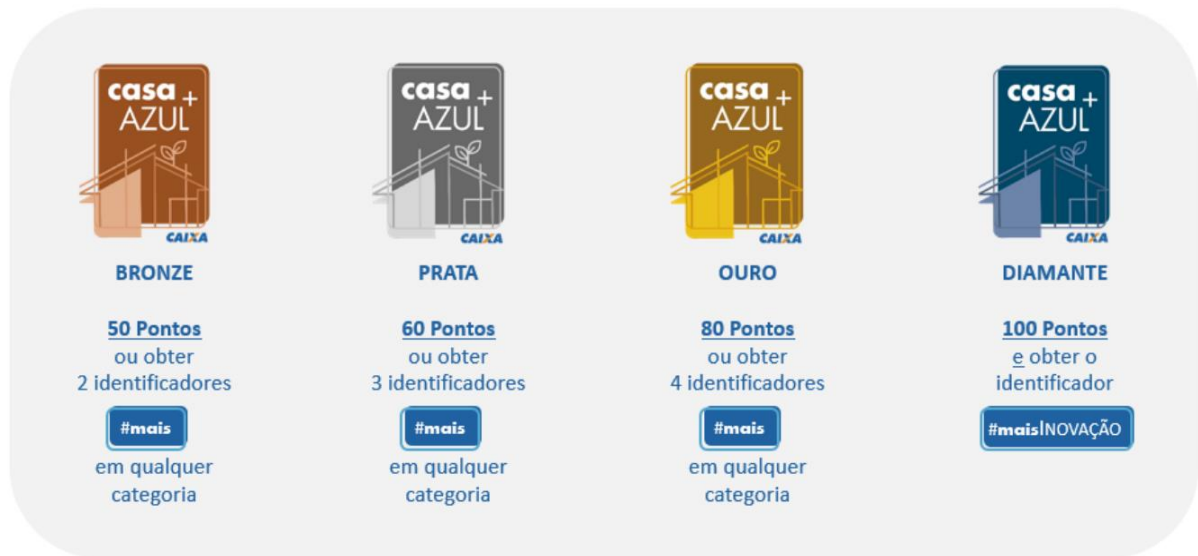 casa +
AZUL
CAIXA
BRONZE
50 Pontos
ou obter
2 identificadores
#mais
em qualquer
categoria
casa +
AZUL
CAIXA
PRATA
60 Pontos
ou obter
3 identificadores
#mais
em qualquer
categoria
casa +
AZUL
CAIXA
OURO
80 Pontos
ou obter
4 identificadores
#mais
em qualquer
categoria
casa +
AZUL
CAIXA
DIAMANTE
100 Pontos
e obter o
identificador
#maisINOVAÇÃO